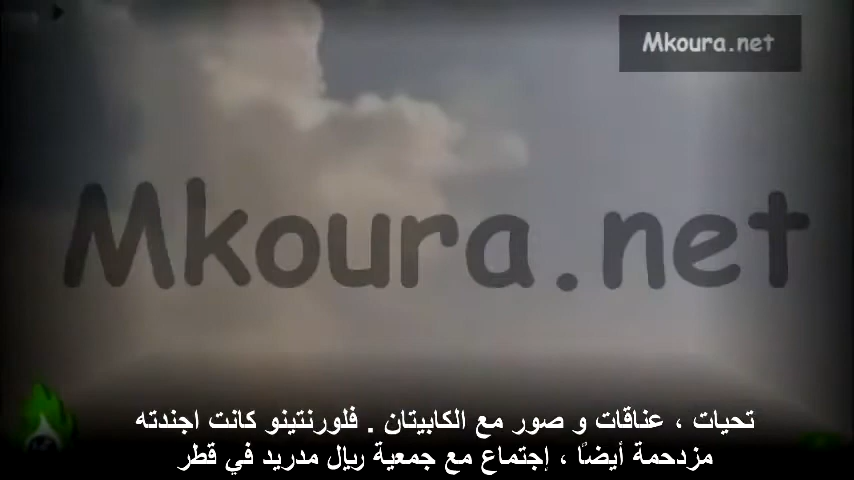 Mkoura.net
Mkoura.net
تحيات ، عناقات و صور مع الكابيتان . فلورنتينو كانت اجندته
مزدحمة أيضًا ، إجتماع مع جمعية ريال مدريد في قطر